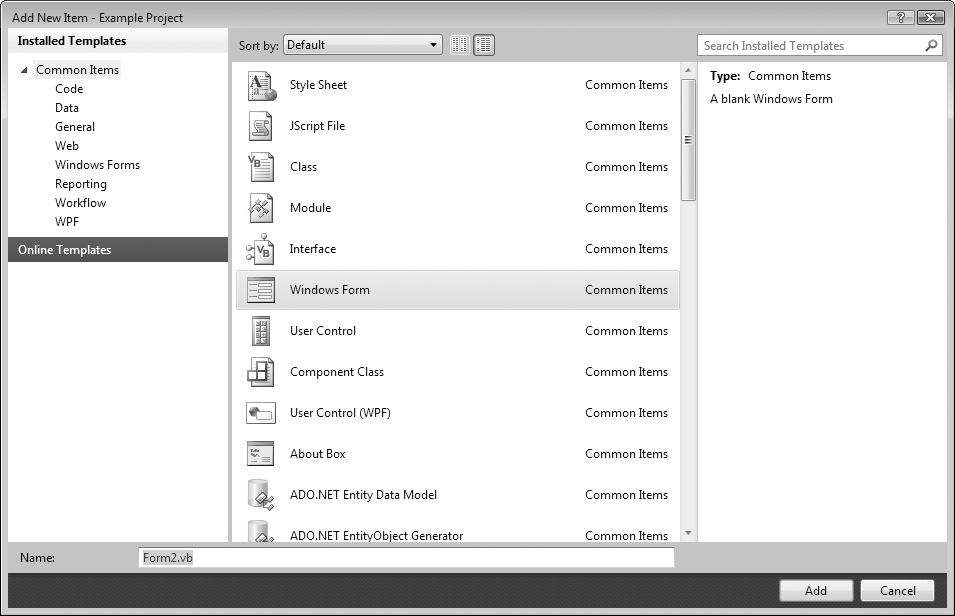 Add New Item - Example Project
?
Installed Templates
Common Items
Code
Data
General
Web
Windows Forms
Reporting
Workflow
WPF
Online Templates
Sort by: Default
Style Sheet Common Items
JScript File Common Items
Class Common Items
Module Common Items
Interface Common Items
Windows Form Common Items
User Control Common Items
Component Class Common Items
User Control (WPF) Common Items
About Box Common Items
ADO.NET Entity Data Model Common Items
ADO.NET EntityObject Generator Common Items
Search Installed Templates
Type: Common Items
A blank Windows Form
Name: Form2.vb
Add Cancel